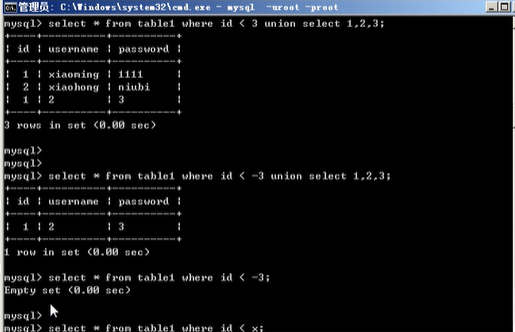 管理员: C:\Windows\system32\cmd.exe - mysql -uroot -proot
mysql> select * from table1 where id < 3 union select 1,2,3;
+----+----------+----------+
| id | username | password |
+----+----------+----------+
| 1 | xiaoming | 1111 |
| 2 | xiaohong | niubi |
| 1 | 2 | 3 |
+----+----------+----------+
3 rows in set (0.00 sec)
mysql>
mysql>
mysql> select * from table1 where id < -3 union select 1,2,3;
+----+----------+----------+
| id | username | password |
+----+----------+----------+
| 1 | 2 | 3 |
+----+----------+----------+
1 row in set (0.00 sec)
mysql> select * from table1 where id < -3;
Empty set (0.00 sec)
mysql>
mysql> select * from table1 where id < x;